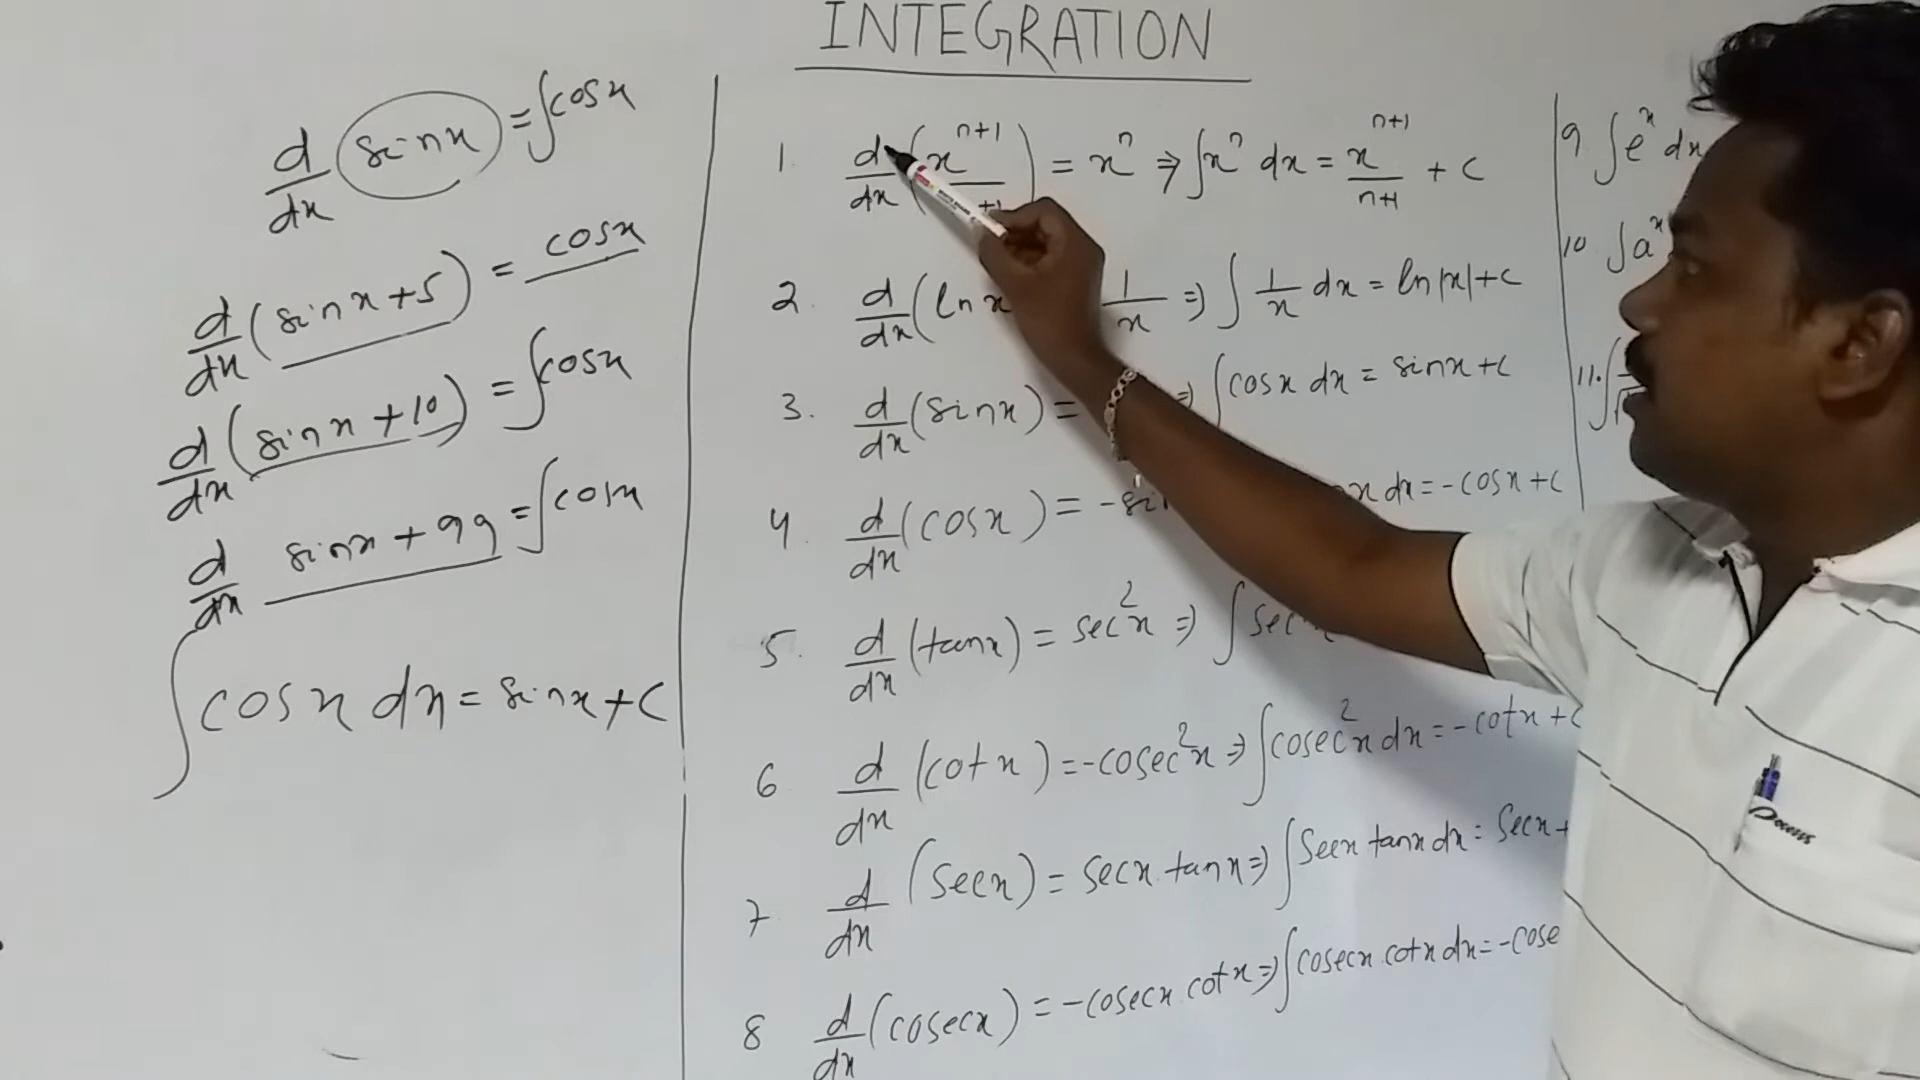 INTEGRATION
d/dx sinx = ∫cosx
d/dx (sinx+5) = cosx
d/dx (sinx+10) = ∫cosx
d/dx sinx+99 = ∫cosx
∫cosx dx = sinx+c
1. d/dx (x^(n+1)/ +1) = x^n ⇒ ∫x^n dx = x^(n+1)/(n+1) + c
2. d/dx (ln x 1/x ⇒ ∫ 1/x dx = ln|x|+c
3. d/dx (sinx) = ⇒ ∫cosx dx = sinx+c
4. d/dx (cosx) = -sin x dx = -cosx+c
5. d/dx (tanx) = sec²x ⇒ ∫sec
6 d/dx (cotx) = -cosec²x ⇒ ∫cosec²x dx = -cotx+c
7 d/dx (secx) = secx.tanx ⇒ ∫secx tanx dx = secx+
8 d/dx (cosecx) = -cosecx.cotx ⇒ ∫cosecx.cotx dx = -cose
9 ∫e^x dx
10 ∫a^x
11. ∫